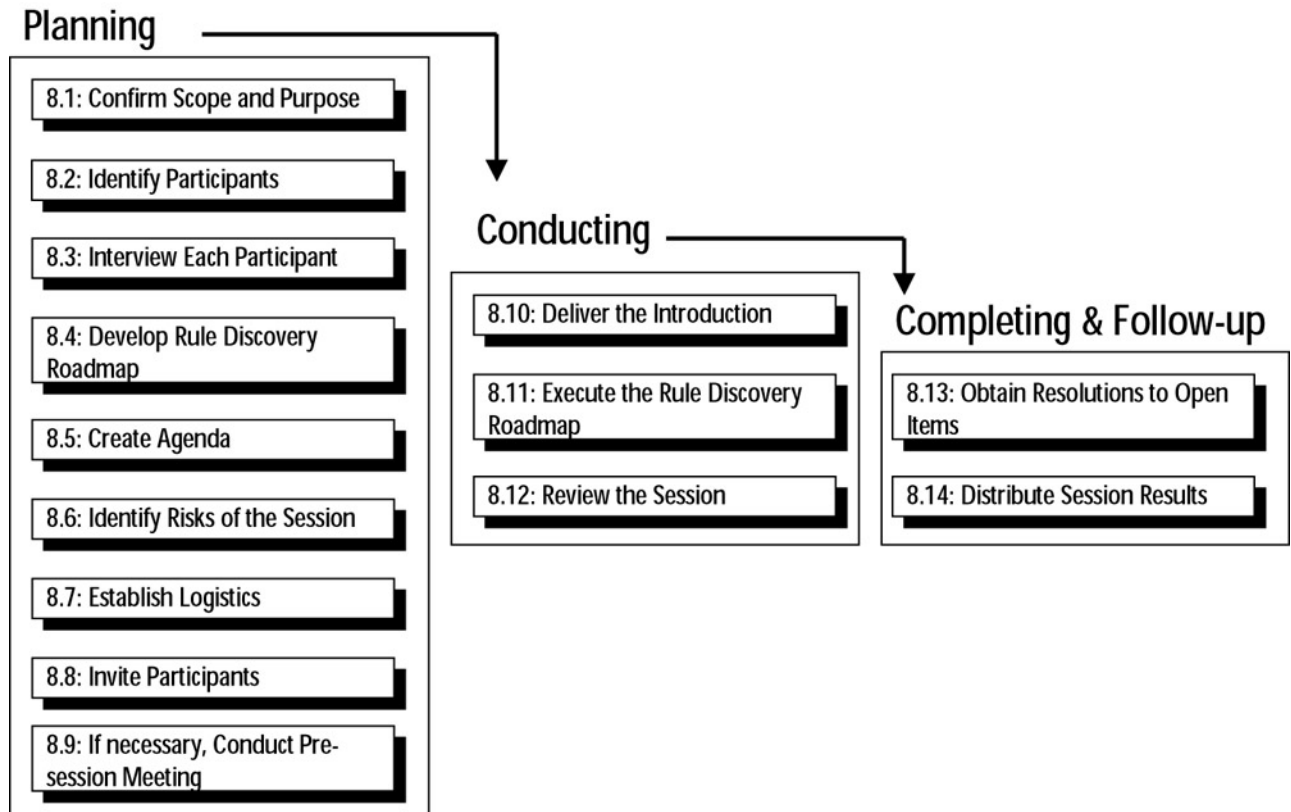 Planning
8.1: Confirm Scope and Purpose
8.2: Identify Participants
8.3: Interview Each Participant
8.4: Develop Rule Discovery
Roadmap
8.5: Create Agenda
8.6: Identify Risks of the Session
8.7: Establish Logistics
8.8: Invite Participants
8.9: If necessary, Conduct Pre-
session Meeting
Conducting
8.10: Deliver the Introduction
8.11: Execute the Rule Discovery
Roadmap
8.12: Review the Session
Completing & Follow-up
8.13: Obtain Resolutions to Open
Items
8.14: Distribute Session Results